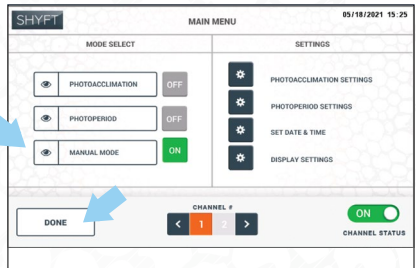 SHYFT MAIN MENU 05/18/2021 15:25
MODE SELECT
PHOTOACCLIMATION OFF
PHOTOPERIOD OFF
MANUAL MODE ON
SETTINGS
PHOTOACCLIMATION SETTINGS
PHOTOPERIOD SETTINGS
SET DATE & TIME
DISPLAY SETTINGS
DONE
CHANNEL #
< 1 2 >
ON
CHANNEL STATUS